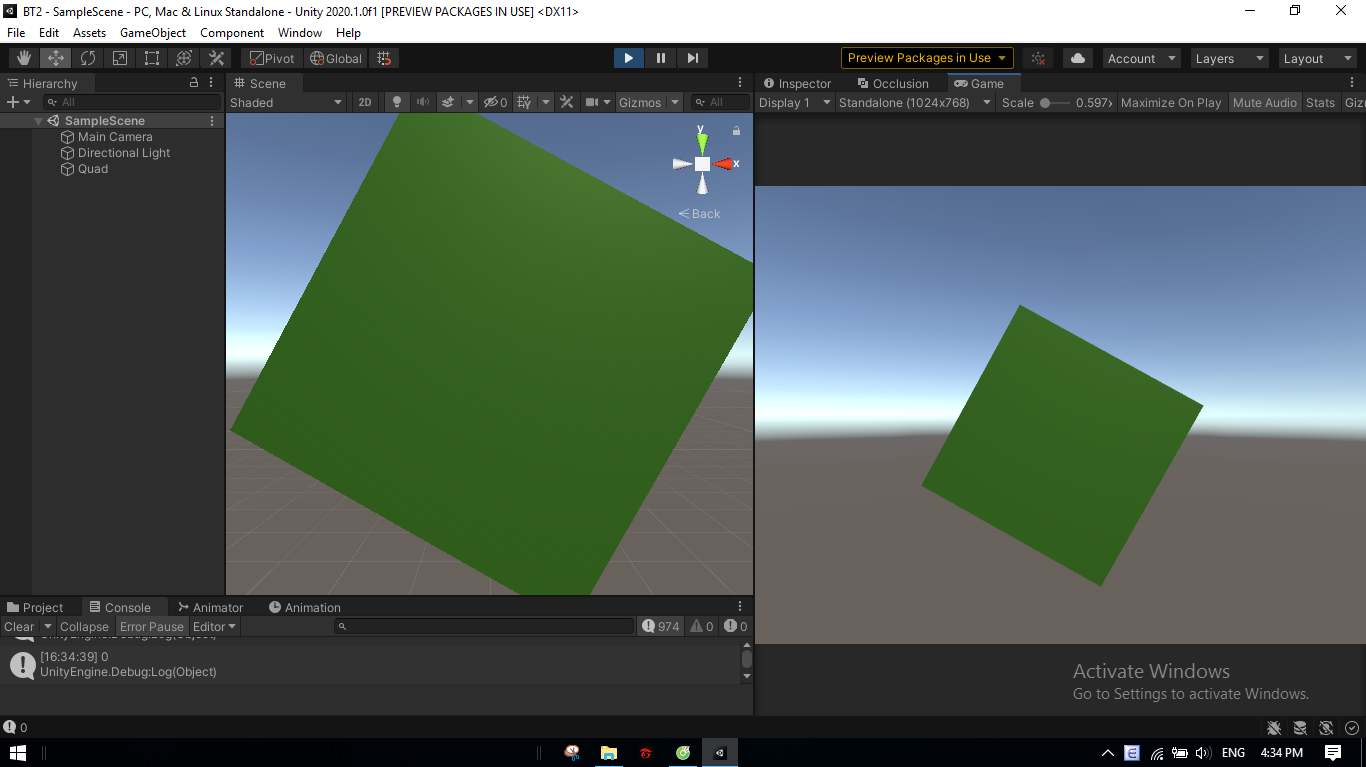 BT2 - SampleScene - PC, Mac & Linux Standalone - Unity 2020.1.0f1 [PREVIEW PACKAGES IN USE] <DX11>
File Edit Assets GameObject Component Window Help
Pivot Global Preview Packages in Use Account Layers Layout
Hierarchy Scene Inspector Occlusion Game
All Shaded 2D 0 Gizmos All Display 1 Standalone (1024x768) Scale 0.597x Maximize On Play Mute Audio Stats Giz
SampleScene
Main Camera
Directional Light
Quad
y
x
Back
Project Console Animator Animation
Clear Collapse Error Pause Editor 974 0 0
UnityEngine.Debug:Log(Object)
[16:34:39] 0
UnityEngine.Debug:Log(Object)
Activate Windows
Go to Settings to activate Windows.
0
ENG 4:34 PM